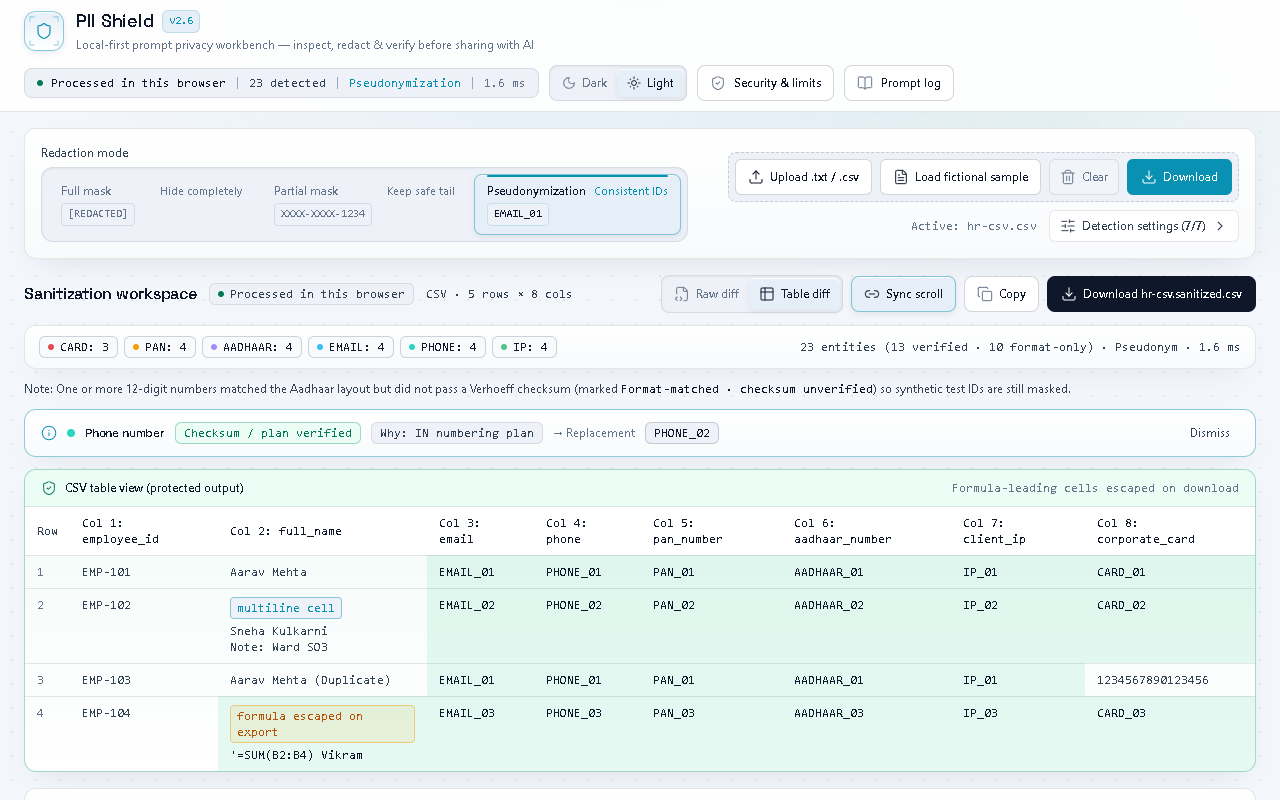 PII Shield v2.6
Local-first prompt privacy workbench — inspect, redact & verify before sharing with AI
Processed in this browser | 23 detected | Pseudonymization | 1.6 ms
Dark Light
Security & limits
Prompt log
Redaction mode
Full mask Hide completely
[REDACTED]
Partial mask Keep safe tail
XXXX-XXXX-1234
Pseudonymization Consistent IDs
EMAIL_01
Upload .txt / .csv
Load fictional sample
Clear
Download
Active: hr-csv.csv
Detection settings (7/7)
Sanitization workspace
Processed in this browser
CSV · 5 rows × 8 cols
Raw diff
Table diff
Sync scroll
Copy
Download hr-csv.sanitized.csv
CARD: 3
PAN: 4
AADHAAR: 4
EMAIL: 4
PHONE: 4
IP: 4
23 entities (13 verified · 10 format-only) · Pseudonym · 1.6 ms
Note: One or more 12-digit numbers matched the Aadhaar layout but did not pass a Verhoeff checksum (marked Format-matched · checksum unverified) so synthetic test IDs are still masked.
Phone number
Checksum / plan verified
Why: IN numbering plan
→ Replacement PHONE_02
Dismiss
CSV table view (protected output)
Formula-leading cells escaped on download
Row
Col 1: employee_id
Col 2: full_name
Col 3: email
Col 4: phone
Col 5: pan_number
Col 6: aadhaar_number
Col 7: client_ip
Col 8: corporate_card
1 EMP-101 Aarav Mehta EMAIL_01 PHONE_01 PAN_01 AADHAAR_01 IP_01 CARD_01
2 EMP-102 multiline cell EMAIL_02 PHONE_02 PAN_02 AADHAAR_02 IP_02 CARD_02
Sneha Kulkarni
Note: Ward SO3
3 EMP-103 Aarav Mehta (Duplicate) EMAIL_01 PHONE_01 PAN_01 AADHAAR_01 IP_01 1234567890123456
4 EMP-104 formula escaped on export EMAIL_03 PHONE_03 PAN_03 AADHAAR_03 IP_03 CARD_03
'=SUM(B2:B4) Vikram